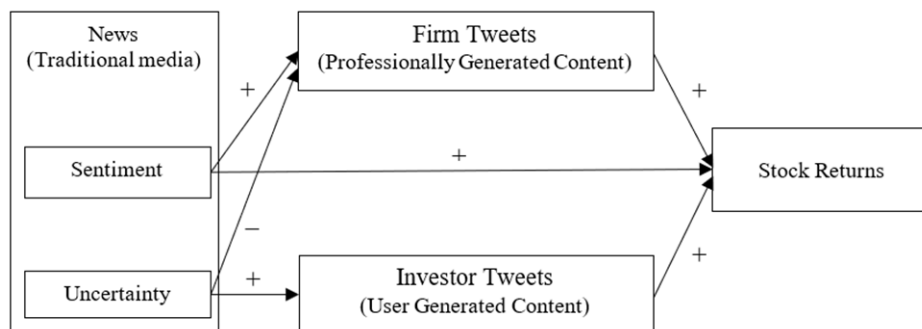 News
(Traditional media)
Firm Tweets
(Professionally Generated Content)
+
+
Sentiment
+
Stock Returns
–
+
Uncertainty
+
Investor Tweets
(User Generated Content)